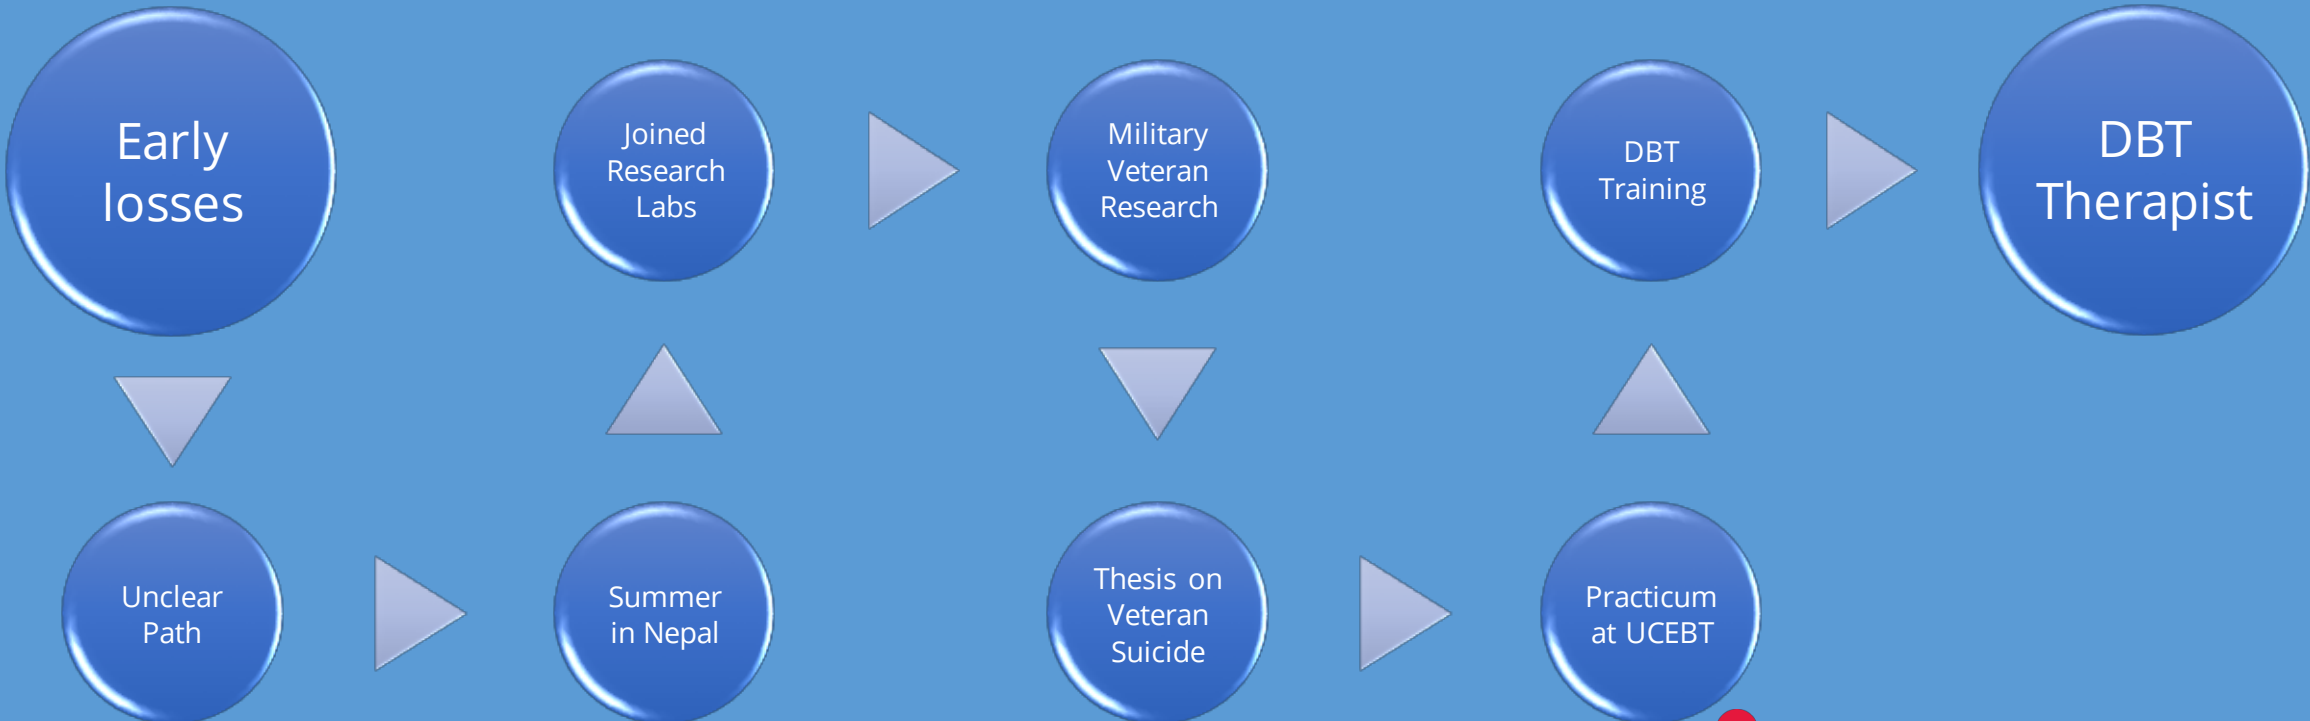 Early
losses
Unclear
Path
Summer
in Nepal
Joined
Research
Labs
Military
Veteran
Research
Thesis on
Veteran
Suicide
Practicum
at UCEBT
DBT
Training
DBT
Therapist